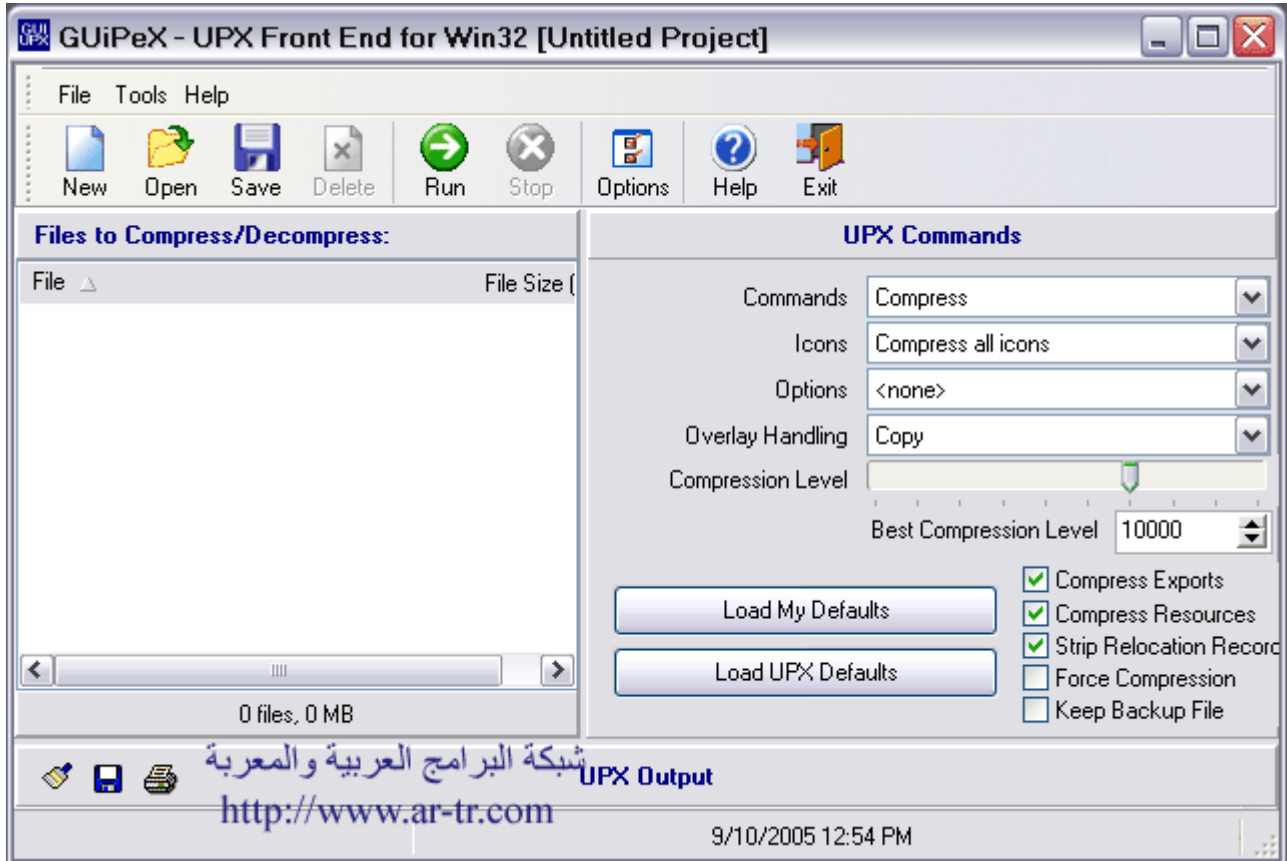 GUiPeX - UPX Front End for Win32 [Untitled Project]
File Tools Help
New Open Save Delete Run Stop Options Help Exit
Files to Compress/Decompress:
File File Size (
0 files, 0 MB
UPX Commands
Commands Compress
Icons Compress all icons
Options <none>
Overlay Handling Copy
Compression Level
Best Compression Level 10000
Load My Defaults
Load UPX Defaults
Compress Exports
Compress Resources
Strip Relocation Record
Force Compression
Keep Backup File
شبكة البرامج العربية والمعربة
UPX Output
http://www.ar-tr.com
9/10/2005 12:54 PM